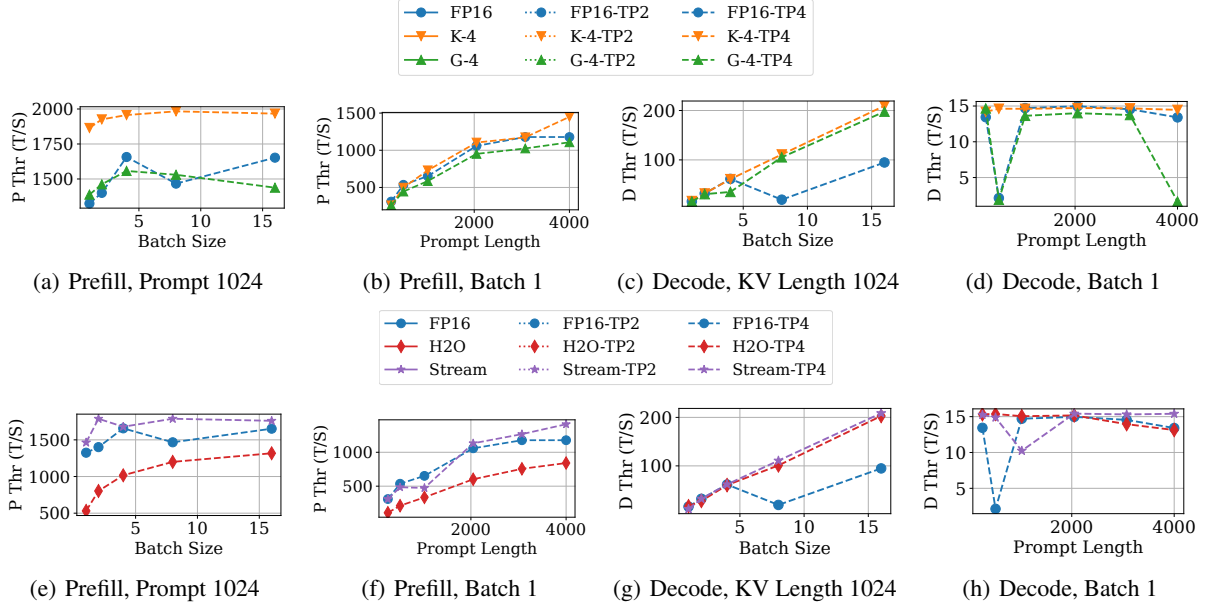 FP16 FP16-TP2 FP16-TP4
K-4 K-4-TP2 K-4-TP4
G-4 G-4-TP2 G-4-TP4
P Thr (T/S)
2000
1750
1500
5 10 15
Batch Size
(a) Prefill, Prompt 1024
P Thr (T/S)
1500
1000
500
2000 4000
Prompt Length
(b) Prefill, Batch 1
D Thr (T/S)
200
100
5 10 15
Batch Size
(c) Decode, KV Length 1024
D Thr (T/S)
15
10
5
2000 4000
Prompt Length
(d) Decode, Batch 1
FP16 FP16-TP2 FP16-TP4
H2O H2O-TP2 H2O-TP4
Stream Stream-TP2 Stream-TP4
P Thr (T/S)
1500
1000
500
5 10 15
Batch Size
(e) Prefill, Prompt 1024
P Thr (T/S)
1000
500
2000 4000
Prompt Length
(f) Prefill, Batch 1
D Thr (T/S)
200
100
5 10 15
Batch Size
(g) Decode, KV Length 1024
D Thr (T/S)
15
10
5
2000 4000
Prompt Length
(h) Decode, Batch 1